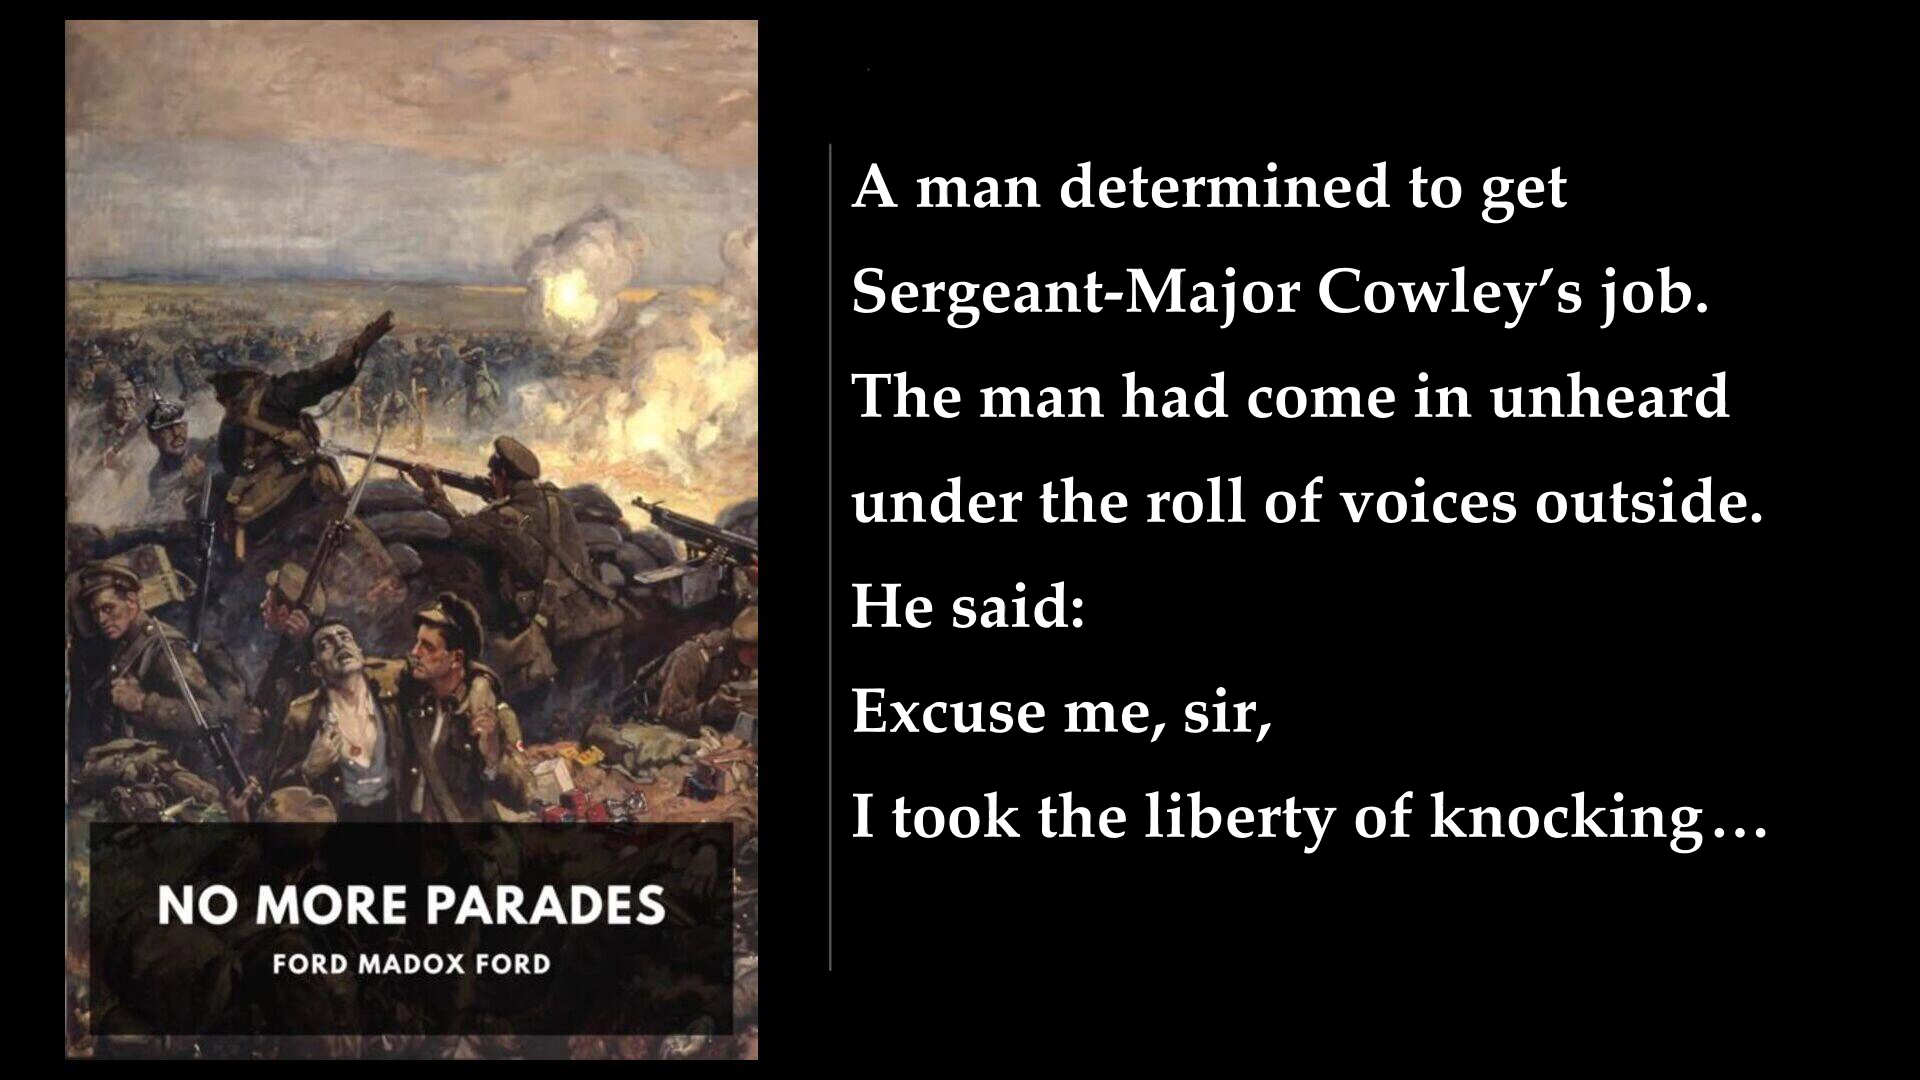 NO MORE PARADES
FORD MADOX FORD
A man determined to get
Sergeant-Major Cowley’s job.
The man had come in unheard
under the roll of voices outside.
He said:
Excuse me, sir,
I took the liberty of knocking…